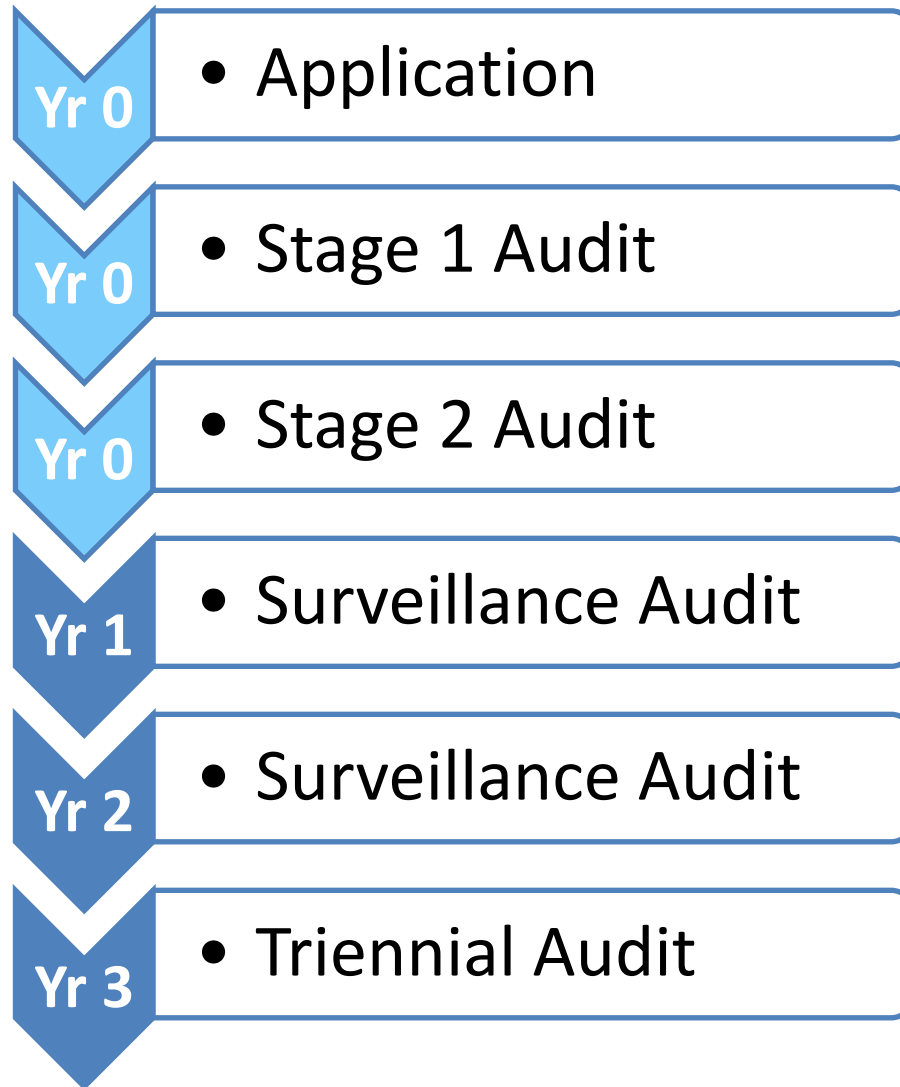 Yr 0
• Application
Yr 0
• Stage 1 Audit
Yr 0
• Stage 2 Audit
Yr 1
• Surveillance Audit
Yr 2
• Surveillance Audit
Yr 3
• Triennial Audit